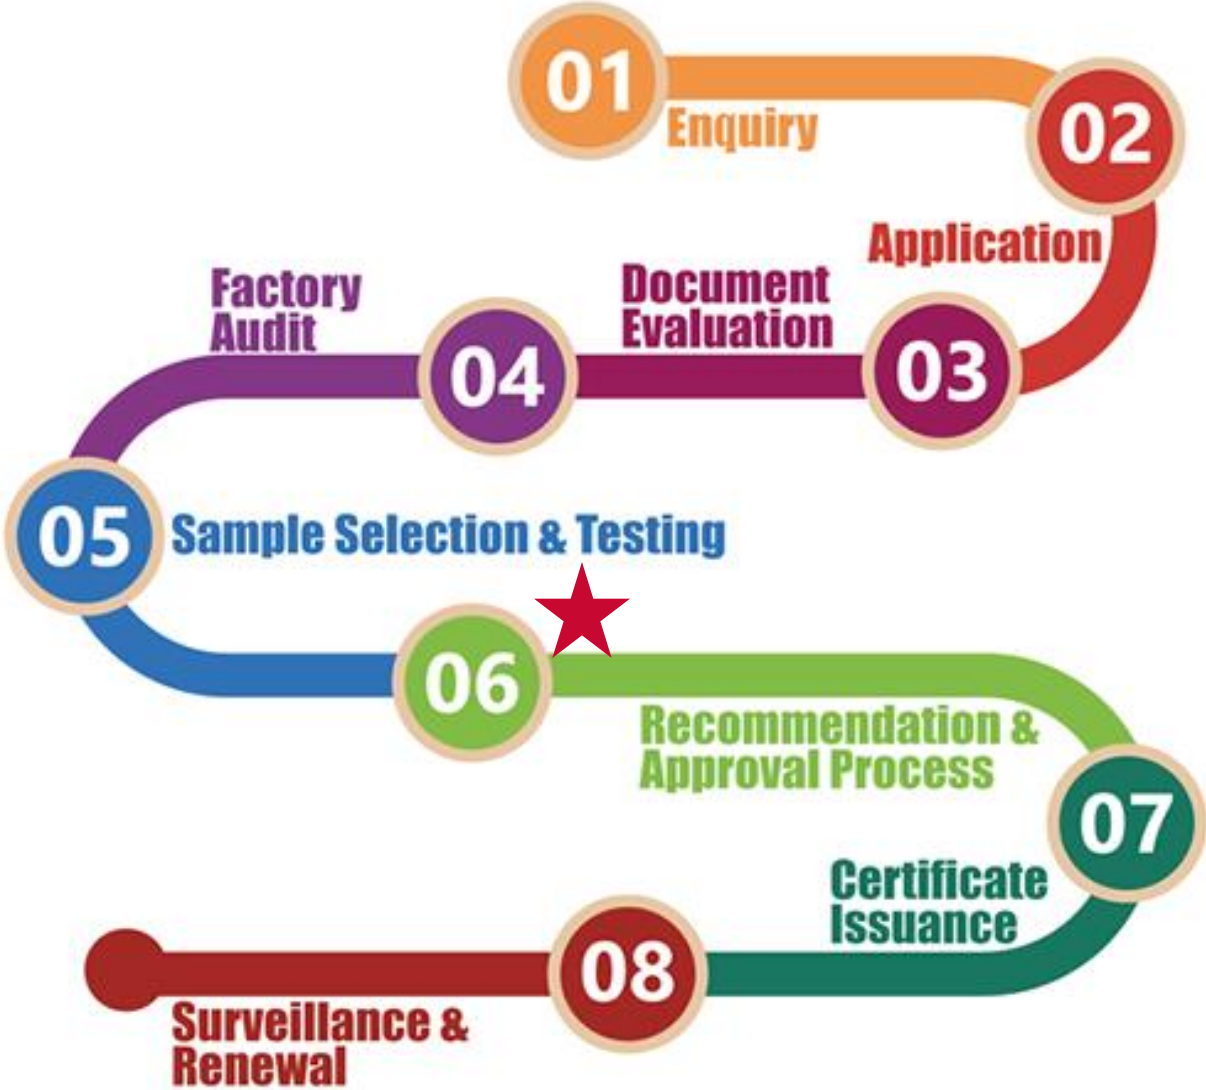 01
Enquiry
02
Application
03
Document
Evaluation
04
Factory
Audit
05
Sample Selection & Testing
06
Recommendation &
Approval Process
07
Certificate
Issuance
08
Surveillance &
Renewal